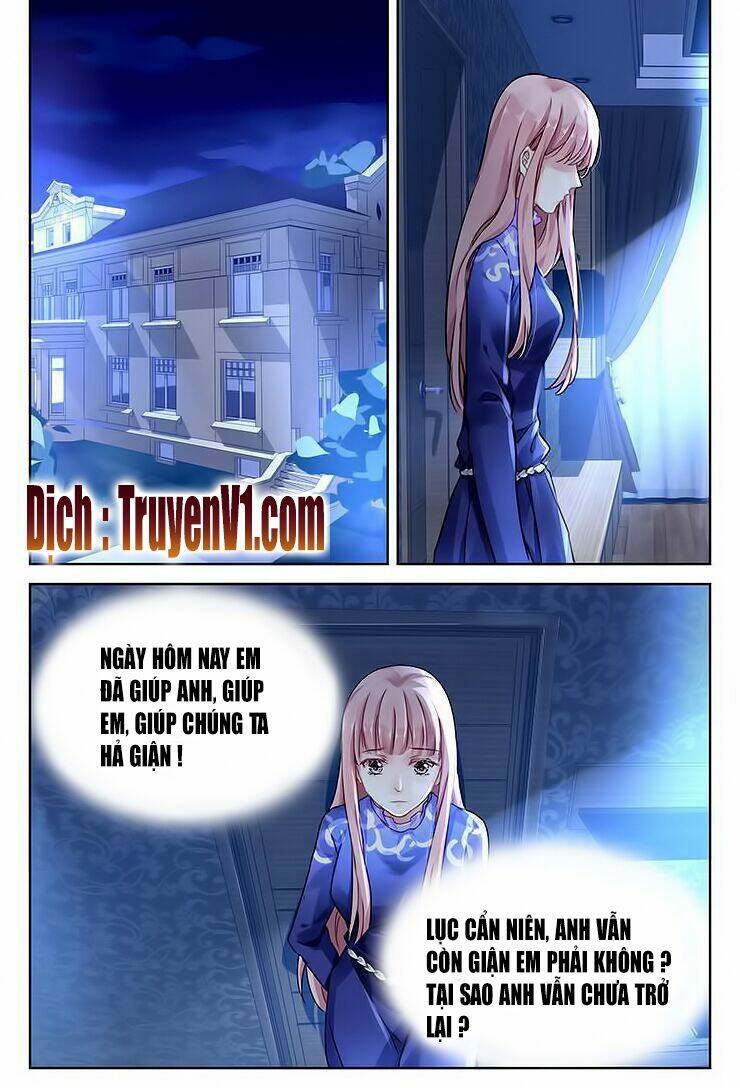 Dịch : TruyenV1.com
NGÀY HÔM NAY EM
ĐÃ GIÚP ANH, GIÚP
EM, GIÚP CHÚNG TA
HẢ GIẬN !
LỤC CẨN NIÊN, ANH VẪN
CÒN GIẬN EM PHẢI KHÔNG ?
TẠI SAO ANH VẪN CHƯA TRỞ
LẠI ?